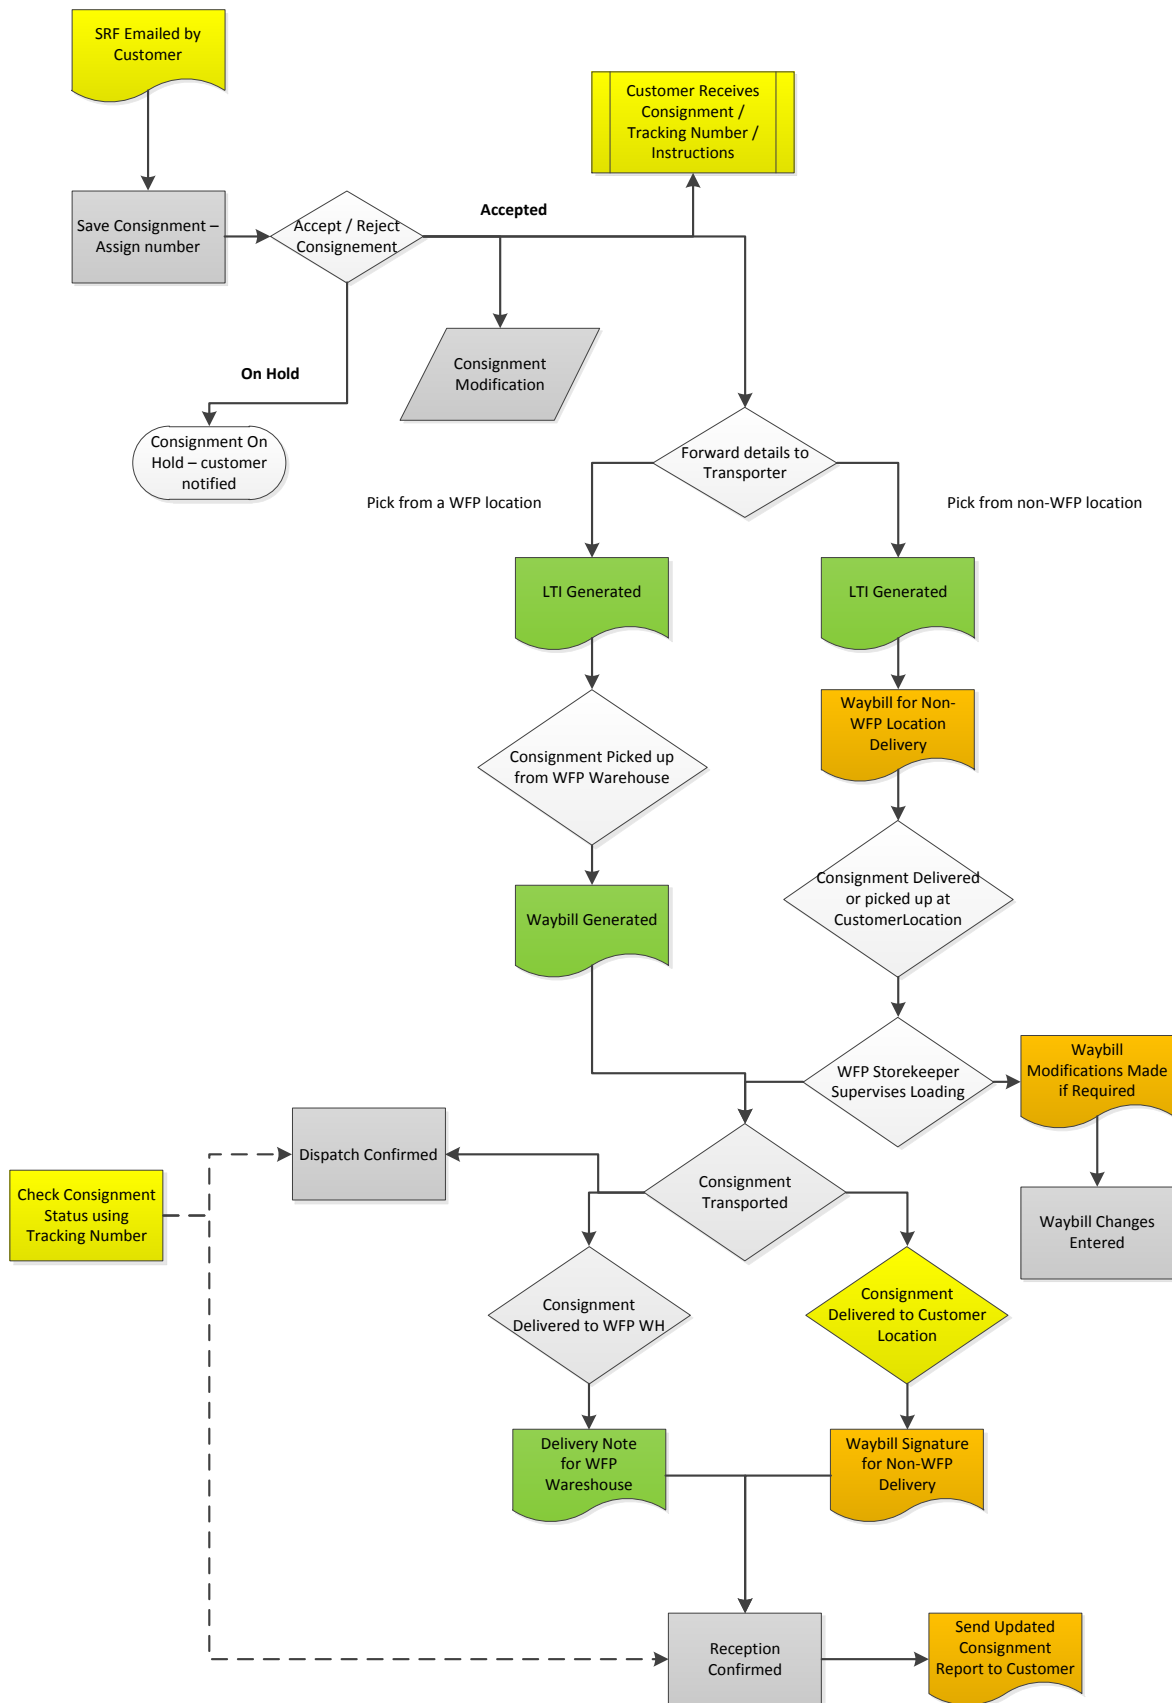 SRF Emailed by
Customer
Customer Receives
Consignment /
Tracking Number /
Instructions
Save Consignment –
Assign number
Accept / Reject
Consignement
Accepted
On Hold
Consignment
Modification
Consignment On
Hold – customer
notified
Forward details to
Transporter
Pick from a WFP location
Pick from non-WFP location
LTI Generated
LTI Generated
Waybill for Non-
WFP Location
Delivery
Consignment Picked up
from WFP Warehouse
Consignment Delivered
or picked up at
CustomerLocation
Waybill Generated
WFP Storekeeper
Supervises Loading
Waybill
Modifications Made
if Required
Dispatch Confirmed
Consignment
Transported
Check Consignment
Status using
Tracking Number
Waybill Changes
Entered
Consignment
Delivered to WFP WH
Consignment
Delivered to Customer
Location
Delivery Note
for WFP
Wareshouse
Waybill Signature
for Non-WFP
Delivery
Reception
Confirmed
Send Updated
Consignment
Report to Customer